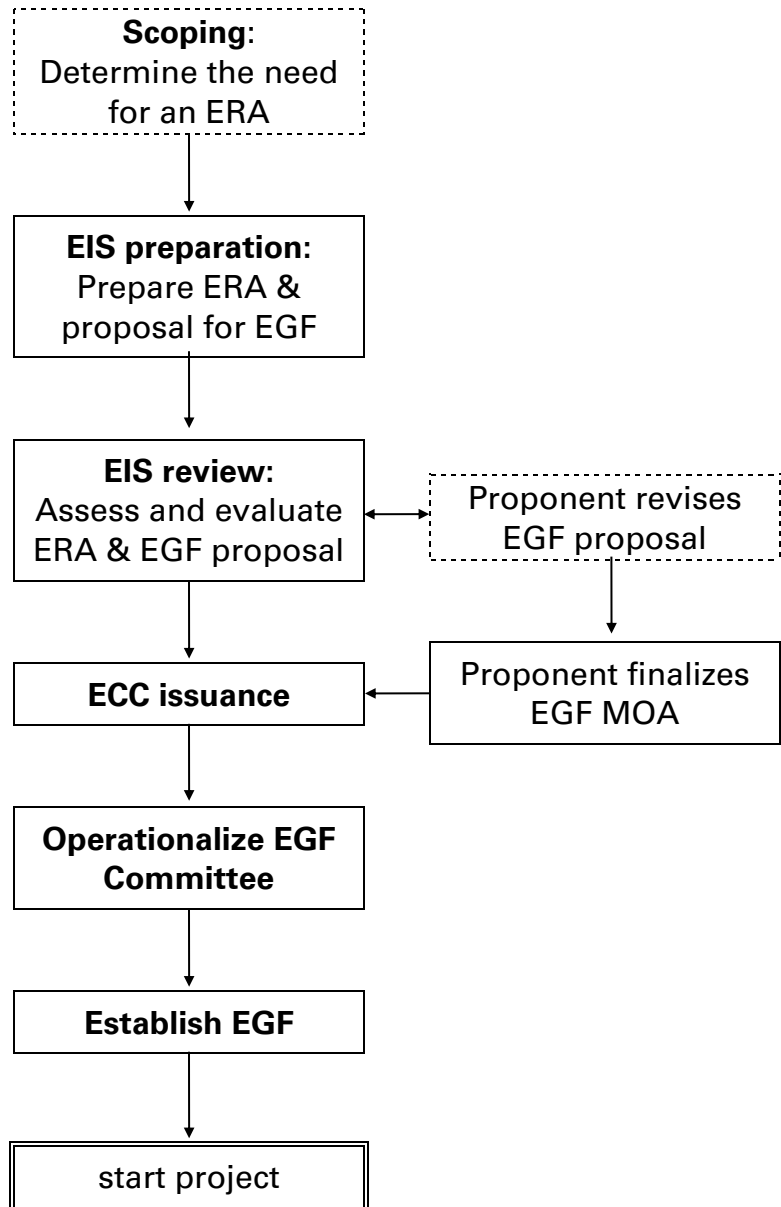 Scoping:
Determine the need
for an ERA
EIS preparation:
Prepare ERA &
proposal for EGF
EIS review:
Assess and evaluate
ERA & EGF proposal
Proponent revises
EGF proposal
Proponent finalizes
EGF MOA
ECC issuance
Operationalize EGF
Committee
Establish EGF
start project